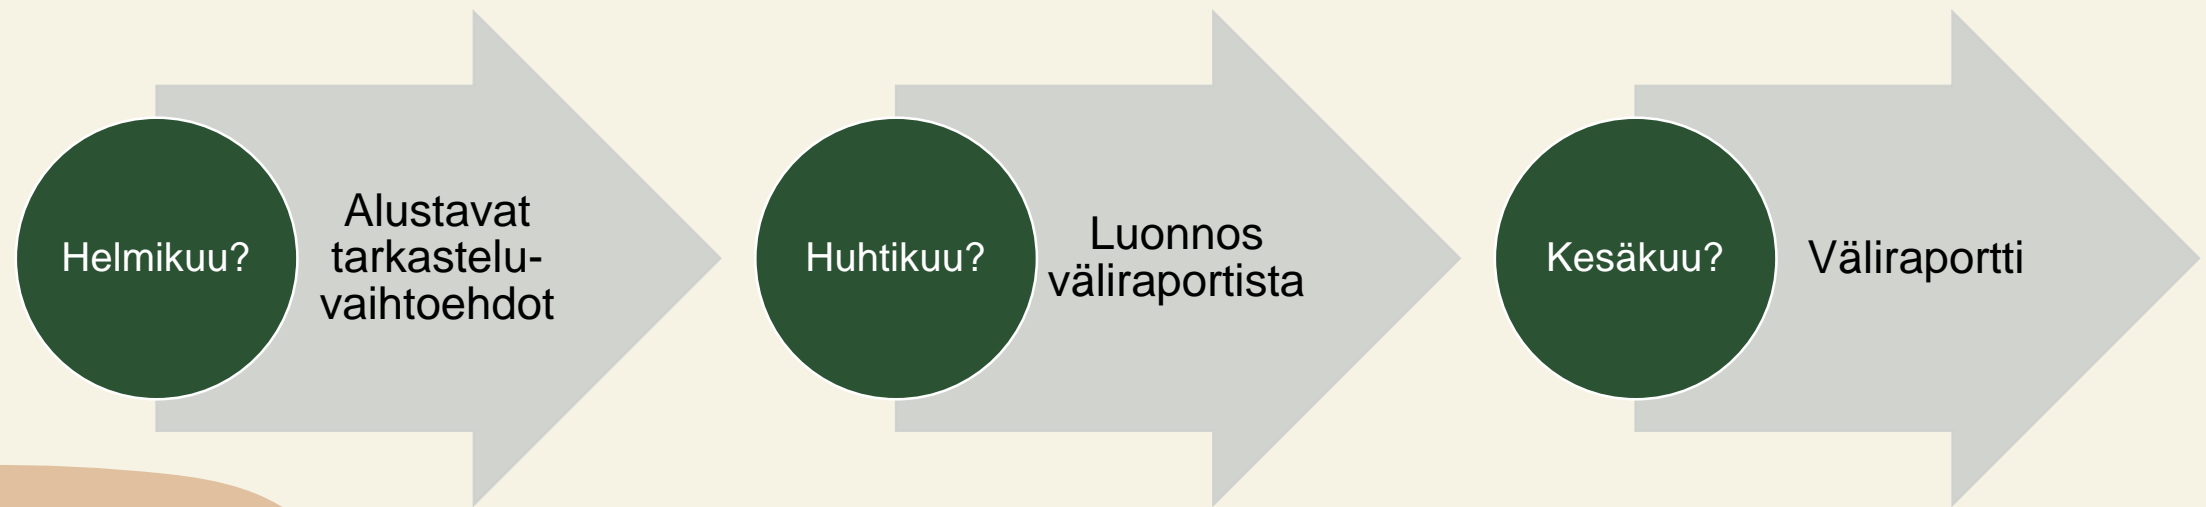 Helmikuu?
Alustavat
tarkastelu-
vaihtoehdot
Huhtikuu?
Luonnos
väliraportista
Kesäkuu?
Väliraportti